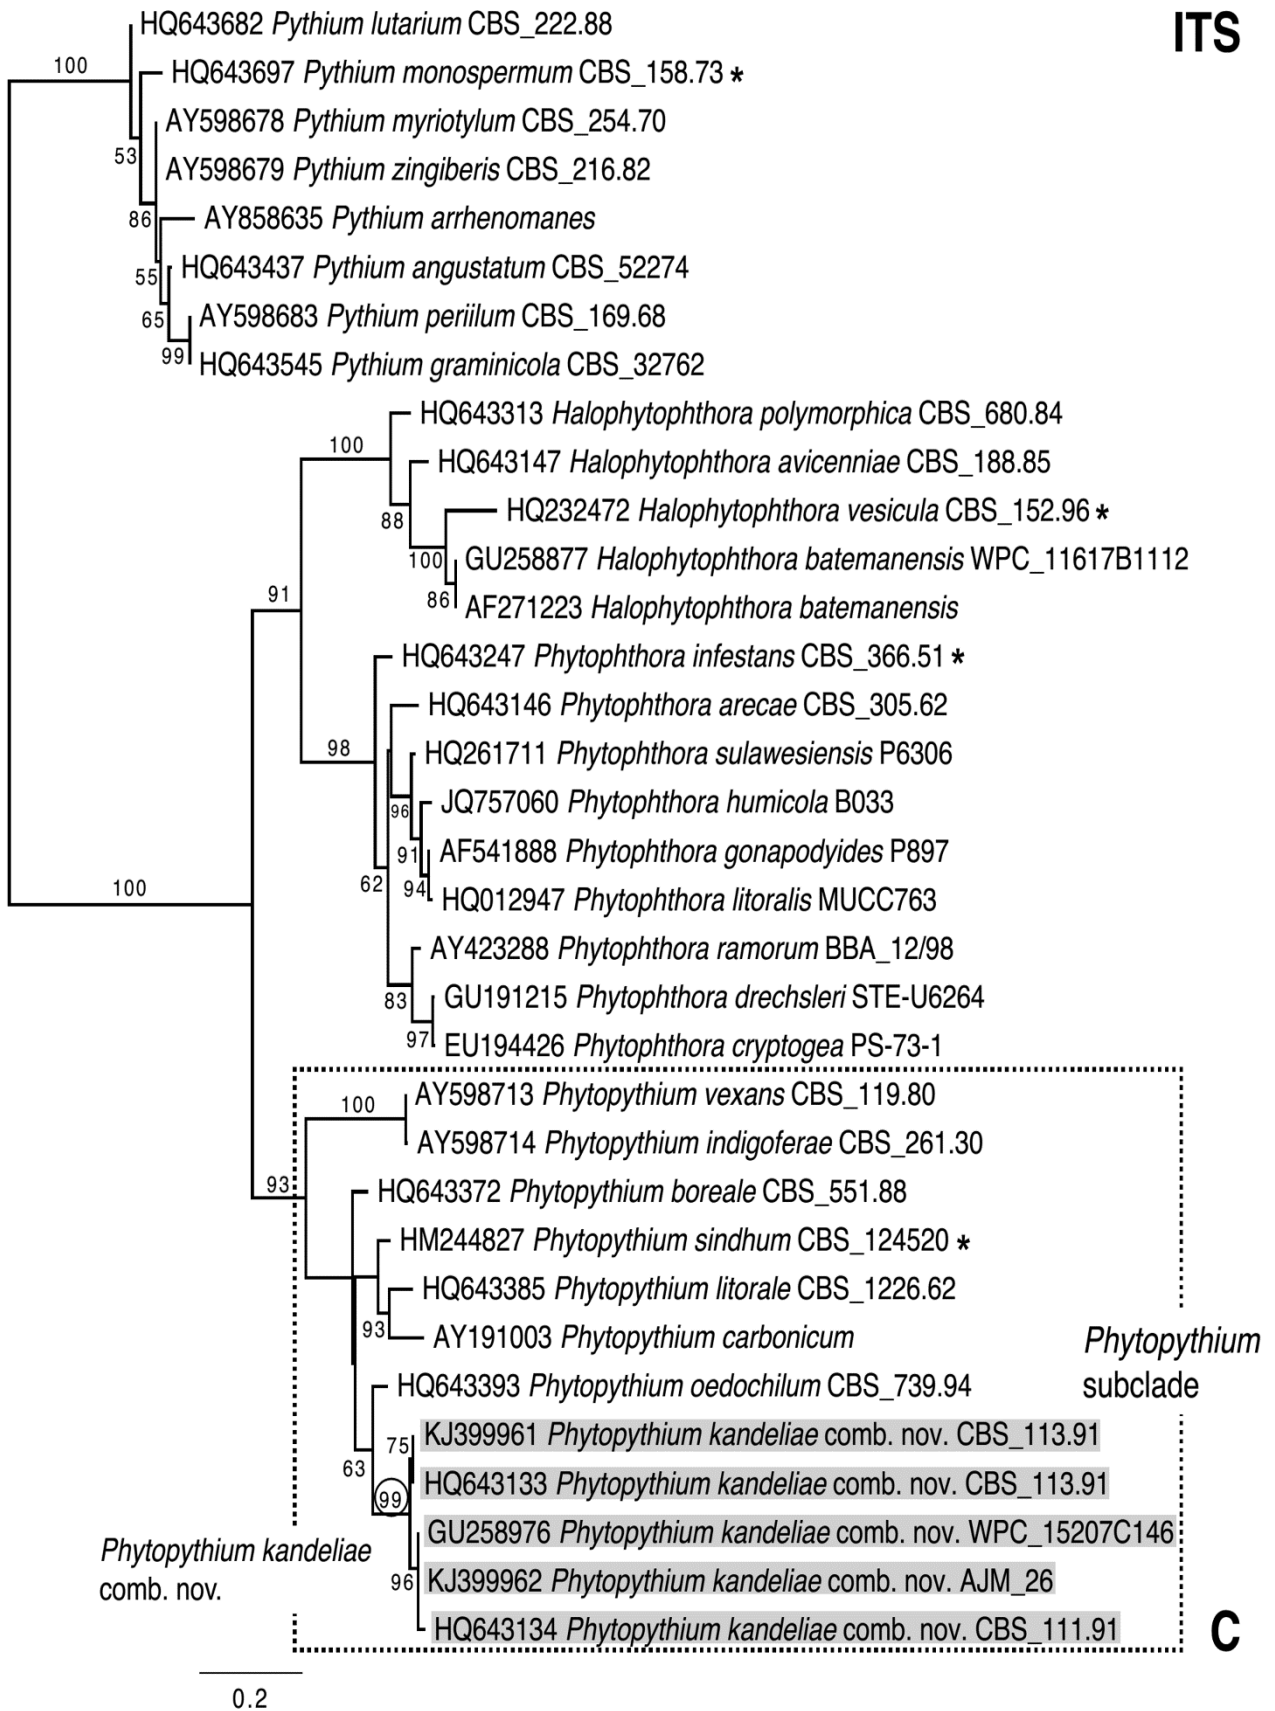 ITS
HQ643682 Pythium lutarium CBS_222.88
100
HQ643697 Pythium monospermum CBS_158.73 *
AY598678 Pythium myriotylum CBS_254.70
53
AY598679 Pythium zingiberis CBS_216.82
86
AY858635 Pythium arrhenomanes
HQ643437 Pythium angustatum CBS_52274
55
AY598683 Pythium periilum CBS_169.68
65
99
HQ643545 Pythium graminicola CBS_32762
HQ643313 Halophytophthora polymorphica CBS_680.84
100
HQ643147 Halophytophthora avicenniae CBS_188.85
88
HQ232472 Halophytophthora vesicula CBS_152.96 *
100
GU258877 Halophytophthora batemanensis WPC_11617B1112
91
86
AF271223 Halophytophthora batemanensis
HQ643247 Phytophthora infestans CBS_366.51 *
HQ643146 Phytophthora arecae CBS_305.62
98
HQ261711 Phytophthora sulawesiensis P6306
96
JQ757060 Phytophthora humicola B033
91
AF541888 Phytophthora gonapodyides P897
62
94
HQ012947 Phytophthora litoralis MUCC763
100
AY423288 Phytophthora ramorum BBA_12/98
83
GU191215 Phytophthora drechsleri STE-U6264
97
EU194426 Phytophthora cryptogea PS-73-1
AY598713 Phytopythium vexans CBS_119.80
100
AY598714 Phytopythium indigoferae CBS_261.30
93
HQ643372 Phytopythium boreale CBS_551.88
HM244827 Phytopythium sindhum CBS_124520 *
HQ643385 Phytopythium litorale CBS_1226.62
93
AY191003 Phytopythium carbonicum
Phytopythium
subclade
HQ643393 Phytopythium oedochilum CBS_739.94
KJ399961 Phytopythium kandeliae comb. nov. CBS_113.91
75
63
HQ643133 Phytopythium kandeliae comb. nov. CBS_113.91
99
GU258976 Phytopythium kandeliae comb. nov. WPC_15207C146
Phytopythium kandeliae
comb. nov.
KJ399962 Phytopythium kandeliae comb. nov. AJM_26
96
HQ643134 Phytopythium kandeliae comb. nov. CBS_111.91
C
0.2